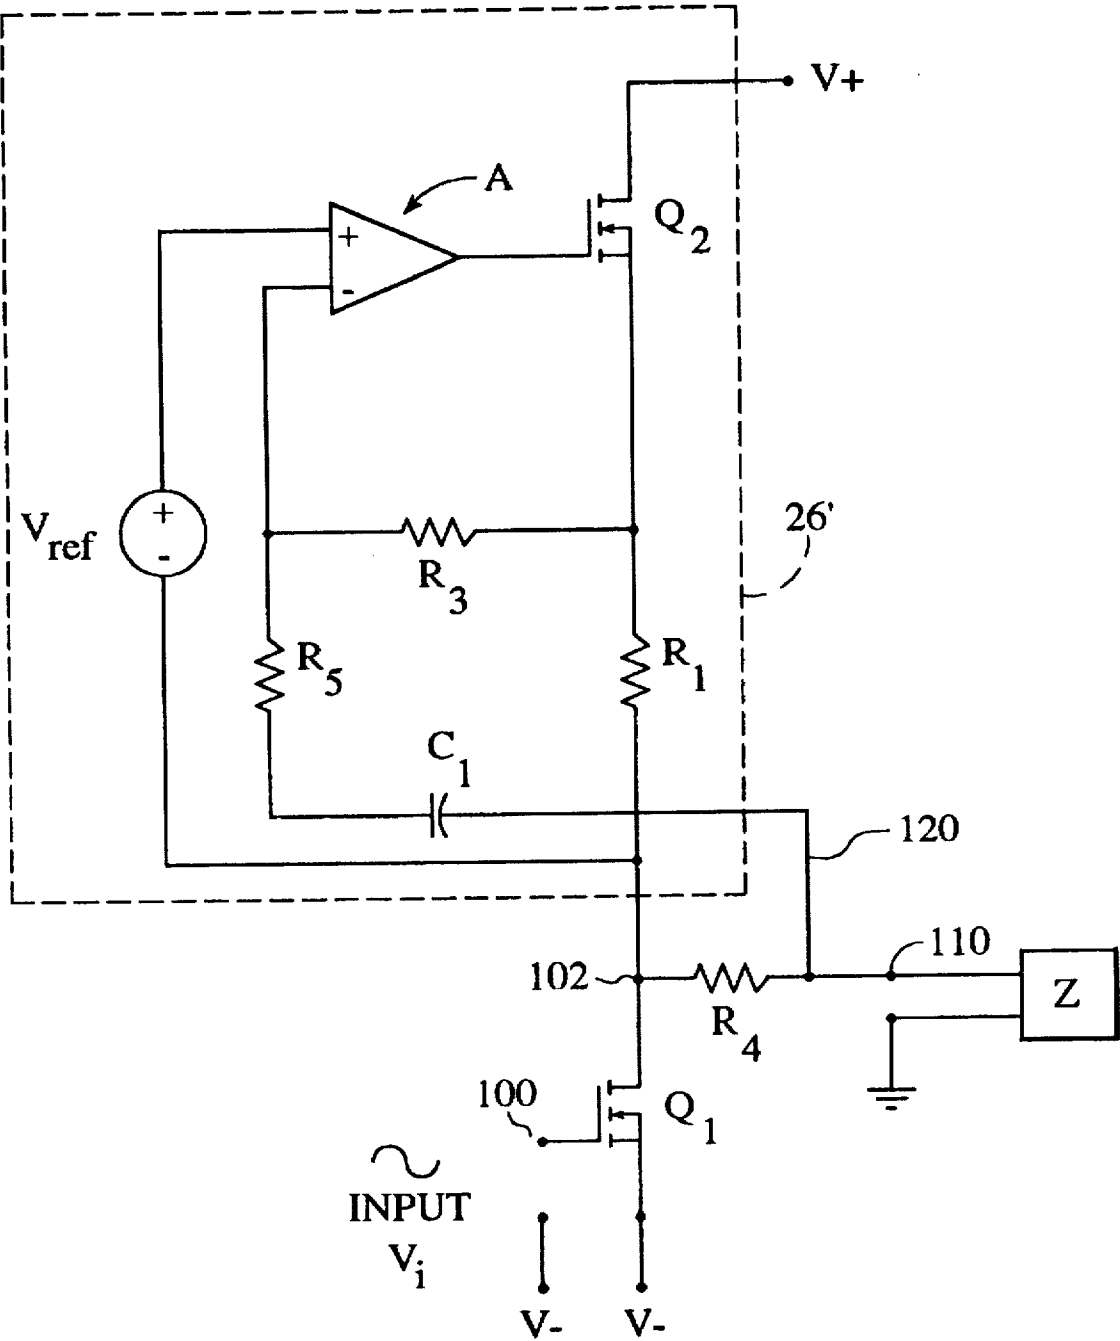 V+
A
Q2
+
-
Vref
+
-
26'
R3
R5
R1
C1
120
102
110
R4
Z
100
Q1
INPUT
Vi
V-
V-